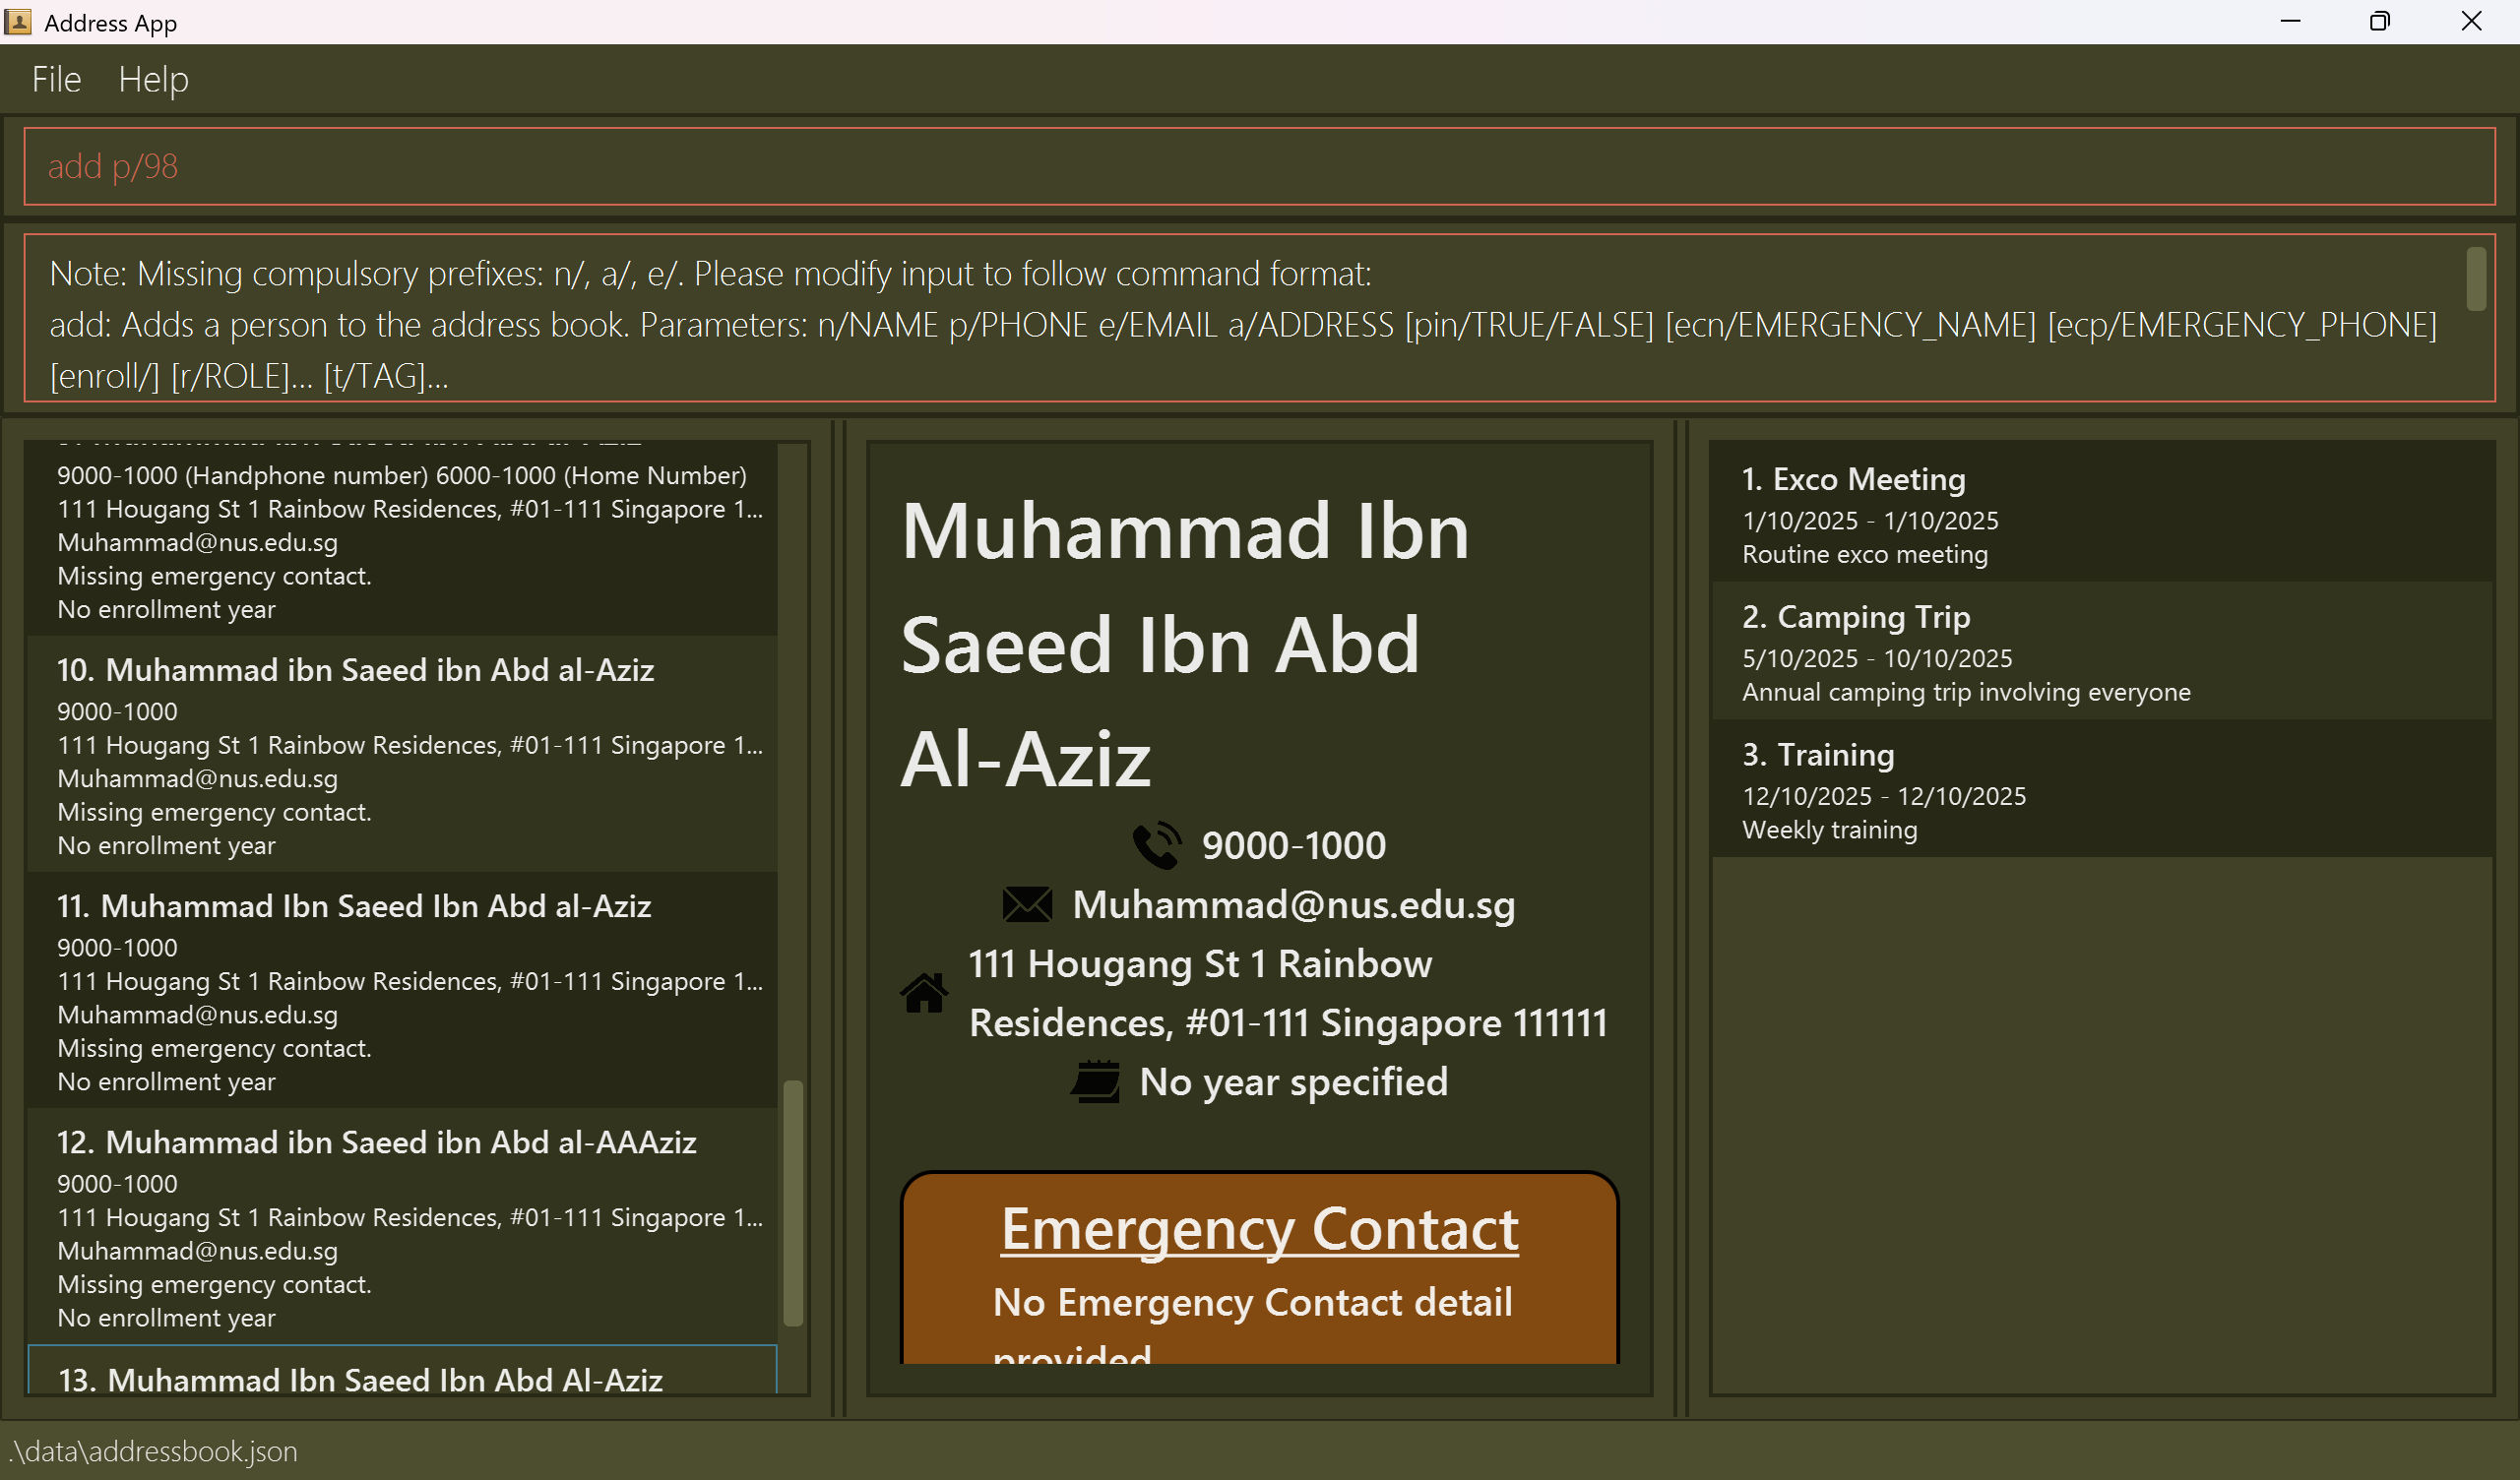 Address App
File Help
add p/98
Note: Missing compulsory prefixes: n/, a/, e/. Please modify input to follow command format:
add: Adds a person to the address book. Parameters: n/NAME p/PHONE e/EMAIL a/ADDRESS [pin/TRUE/FALSE] [ecn/EMERGENCY_NAME] [ecp/EMERGENCY_PHONE]
[enroll/] [r/ROLE]... [t/TAG]...
9000-1000 (Handphone number) 6000-1000 (Home Number)
111 Hougang St 1 Rainbow Residences, #01-111 Singapore 1...
Muhammad@nus.edu.sg
Missing emergency contact.
No enrollment year
10. Muhammad ibn Saeed ibn Abd al-Aziz
9000-1000
111 Hougang St 1 Rainbow Residences, #01-111 Singapore 1...
Muhammad@nus.edu.sg
Missing emergency contact.
No enrollment year
11. Muhammad Ibn Saeed Ibn Abd al-Aziz
9000-1000
111 Hougang St 1 Rainbow Residences, #01-111 Singapore 1...
Muhammad@nus.edu.sg
Missing emergency contact.
No enrollment year
12. Muhammad ibn Saeed ibn Abd al-AAAziz
9000-1000
111 Hougang St 1 Rainbow Residences, #01-111 Singapore 1...
Muhammad@nus.edu.sg
Missing emergency contact.
No enrollment year
13. Muhammad Ibn Saeed Ibn Abd Al-Aziz
Muhammad Ibn
Saeed Ibn Abd
Al-Aziz
9000-1000
Muhammad@nus.edu.sg
111 Hougang St 1 Rainbow
Residences, #01-111 Singapore 111111
No year specified
Emergency Contact
No Emergency Contact detail
provided
1. Exco Meeting
1/10/2025 - 1/10/2025
Routine exco meeting
2. Camping Trip
5/10/2025 - 10/10/2025
Annual camping trip involving everyone
3. Training
12/10/2025 - 12/10/2025
Weekly training
.\data\addressbook.json